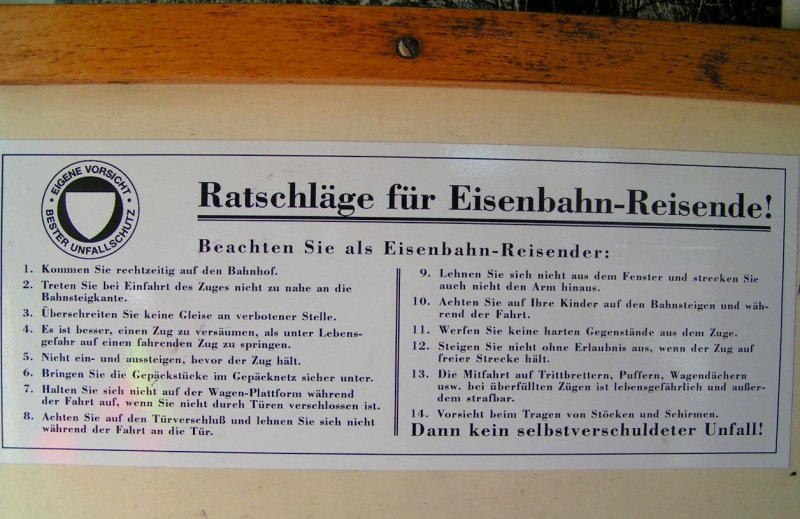 EIGENE VORSICHT
BESTER UNFALLSCHUTZ
Ratschläge für Eisenbahn-Reisende!
Beachten Sie als Eisenbahn-Reisender:
1. Kommen Sie rechtzeitig auf den Bahnhof.
2. Treten Sie bei Einfahrt des Zuges nicht zu nahe an die
Bahnsteigkante.
3. Überschreiten Sie keine Gleise an verbotener Stelle.
4. Es ist besser, einen Zug zu versäumen, als unter Lebens-
gefahr auf einen fahrenden Zug zu springen.
5. Nicht ein- und aussteigen, bevor der Zug hält.
6. Bringen Sie die Gepäckstücke im Gepäcknetz sicher unter.
7. Halten Sie sich nicht auf der Wagen-Plattform während
der Fahrt auf, wenn Sie nicht durch Türen verschlossen ist.
8. Achten Sie auf den Türverschluß und lehnen Sie sich nicht
während der Fahrt an die Tür.
9. Lehnen Sie sich nicht aus dem Fenster und strecken Sie
auch nicht den Arm hinaus.
10. Achten Sie auf Ihre Kinder auf den Bahnsteigen und wäh-
rend der Fahrt.
11. Werfen Sie keine harten Gegenstände aus dem Zuge.
12. Steigen Sie nicht ohne Erlaubnis aus, wenn der Zug auf
freier Strecke hält.
13. Die Mitfahrt auf Trittbrettern, Puffern, Wagendächern
usw. bei überfüllten Zügen ist lebensgefährlich und außer-
dem strafbar.
14. Vorsicht beim Tragen von Stöcken und Schirmen.
Dann kein selbstverschuldeter Unfall!